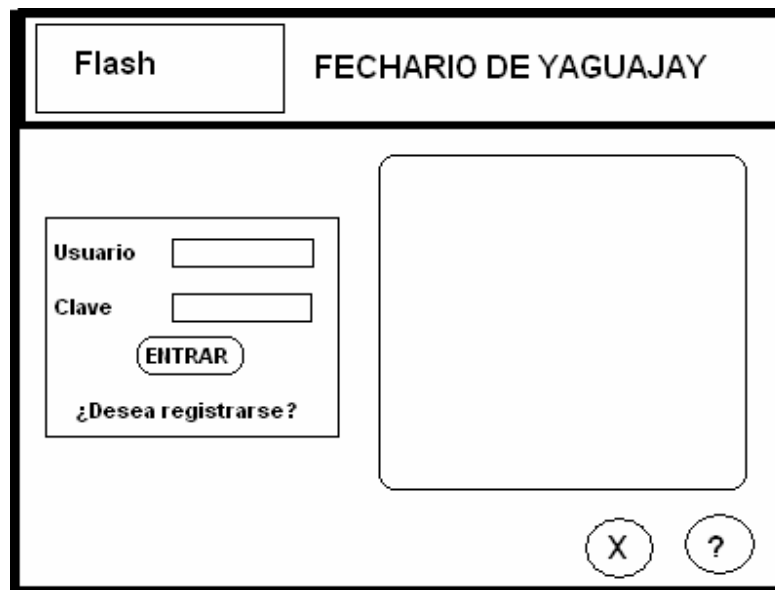 Flash
FECHARIO DE YAGUAJAY
Usuario
Clave
ENTRAR
¿Desea registrarse?
X
?